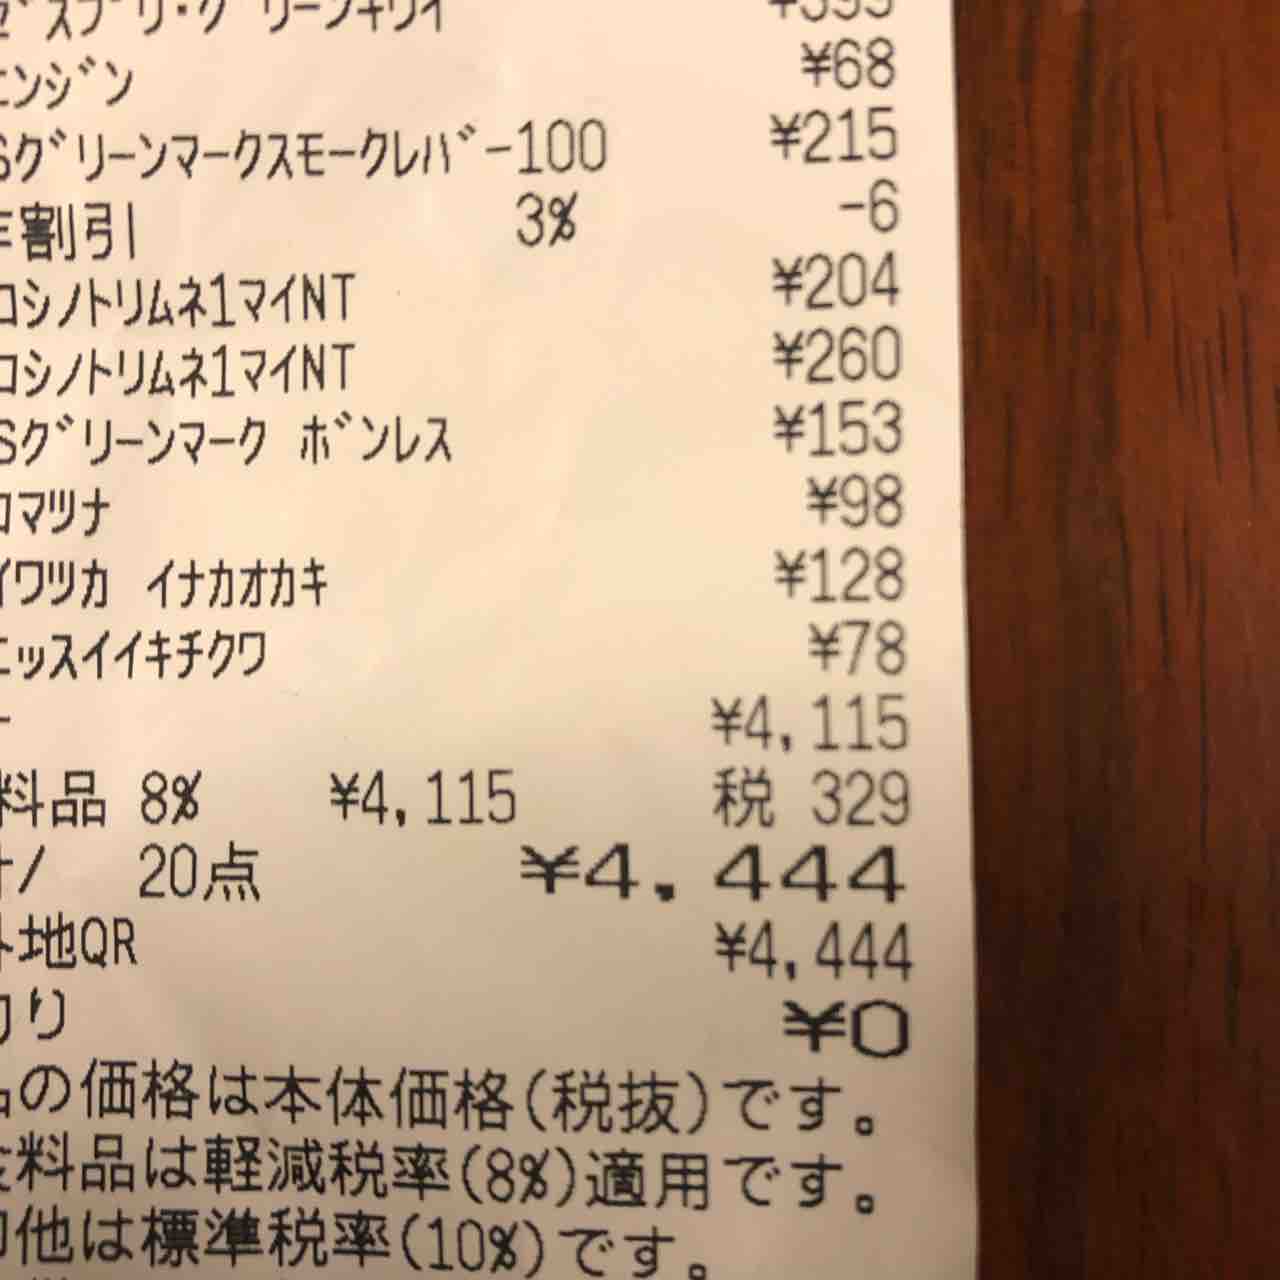 ｾﾞｽﾌﾟﾘ･ｸﾞﾘｰﾝｷｳｲ ¥399
ﾆﾝｼﾞﾝ ¥68
Sｸﾞﾘｰﾝﾏｰｸｽﾓｰｸﾚﾊﾞｰ100 ¥215
割引 3% -6
ｺｼﾉﾄﾘﾑﾈ1ﾏｲNT ¥204
ｺｼﾉﾄﾘﾑﾈ1ﾏｲNT ¥260
Sｸﾞﾘｰﾝﾏｰｸ ﾎﾞﾝﾚｽ ¥153
ｺﾏﾂﾅ ¥98
ｲﾜﾂｶ ｲﾅｶｵｶｷ ¥128
ﾆｯｽｲｲｷﾁｸﾜ ¥78
¥4,115
料品 8% ¥4,115 税 329
/ 20点 ¥4,444
地QR ¥4,444
り ¥0
の価格は本体価格(税抜)です。
料品は軽減税率(8%)適用です。
他は標準税率(10%)です。